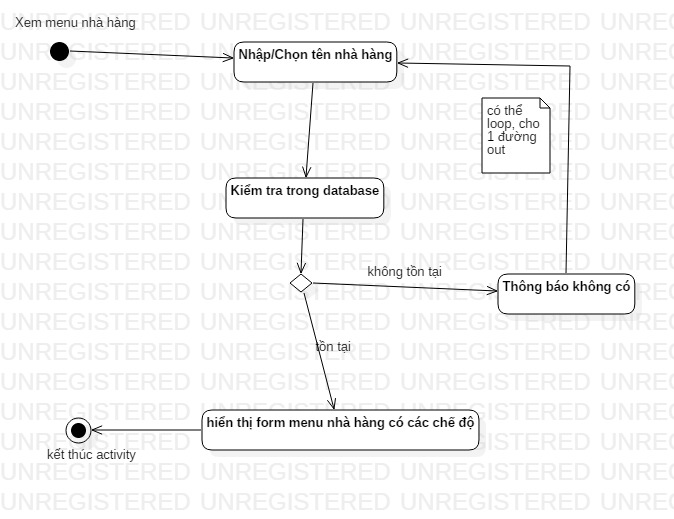 Xem menu nhà hàng
Nhập/Chọn tên nhà hàng
có thể
loop, cho
1 đường
out
Kiểm tra trong database
không tồn tại
Thông báo không có
tồn tại
hiển thị form menu nhà hàng có các chế độ
kết thúc activity
UNREGISTERED UNREGISTERED UNREGISTERED UNREGISTERED